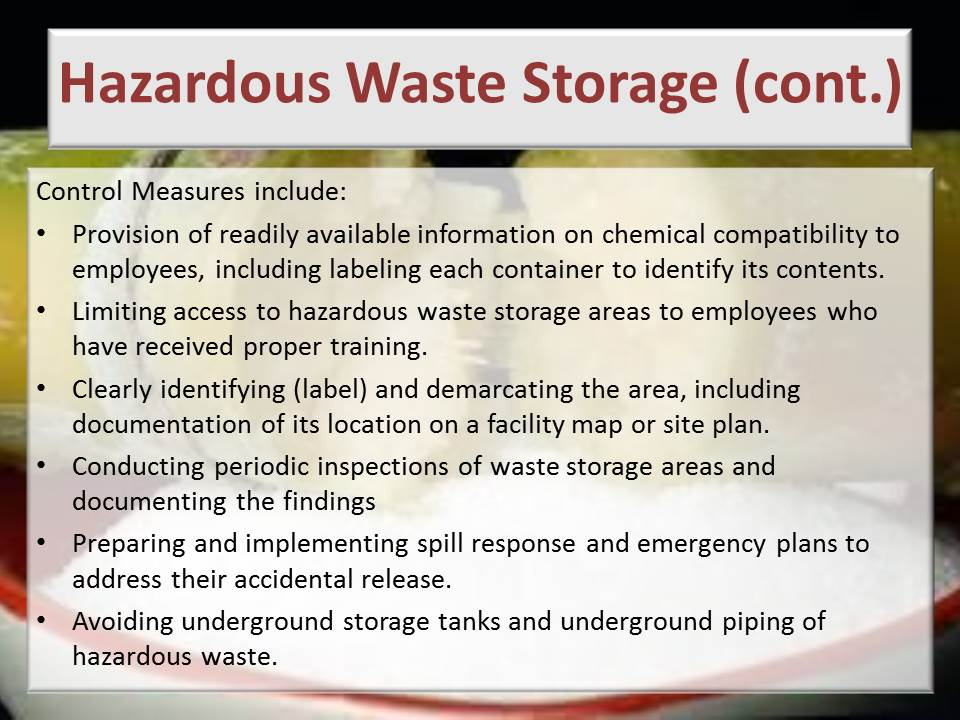 Hazardous Waste Storage (cont.)
Control Measures include:
• Provision of readily available information on chemical compatibility to
employees, including labeling each container to identify its contents.
• Limiting access to hazardous waste storage areas to employees who
have received proper training.
• Clearly identifying (label) and demarcating the area, including
documentation of its location on a facility map or site plan.
• Conducting periodic inspections of waste storage areas and
documenting the findings
• Preparing and implementing spill response and emergency plans to
address their accidental release.
• Avoiding underground storage tanks and underground piping of
hazardous waste.